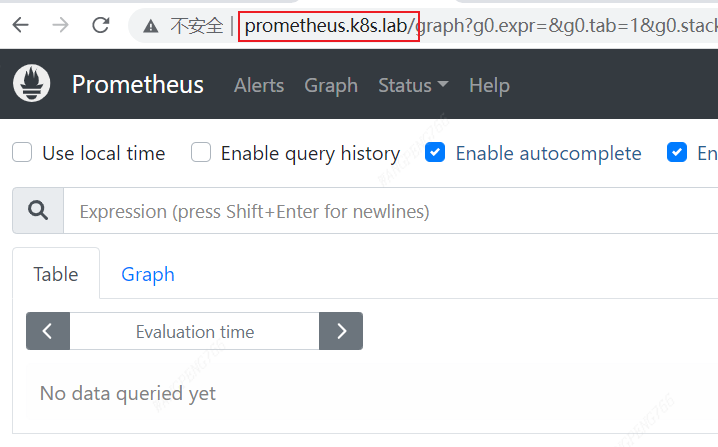 不安全 | prometheus.k8s.lab/graph?g0.expr=&g0.tab=1&g0.stack
Prometheus Alerts Graph Status Help
Use local time Enable query history Enable autocomplete En
Expression (press Shift+Enter for newlines)
Table Graph
Evaluation time
No data queried yet